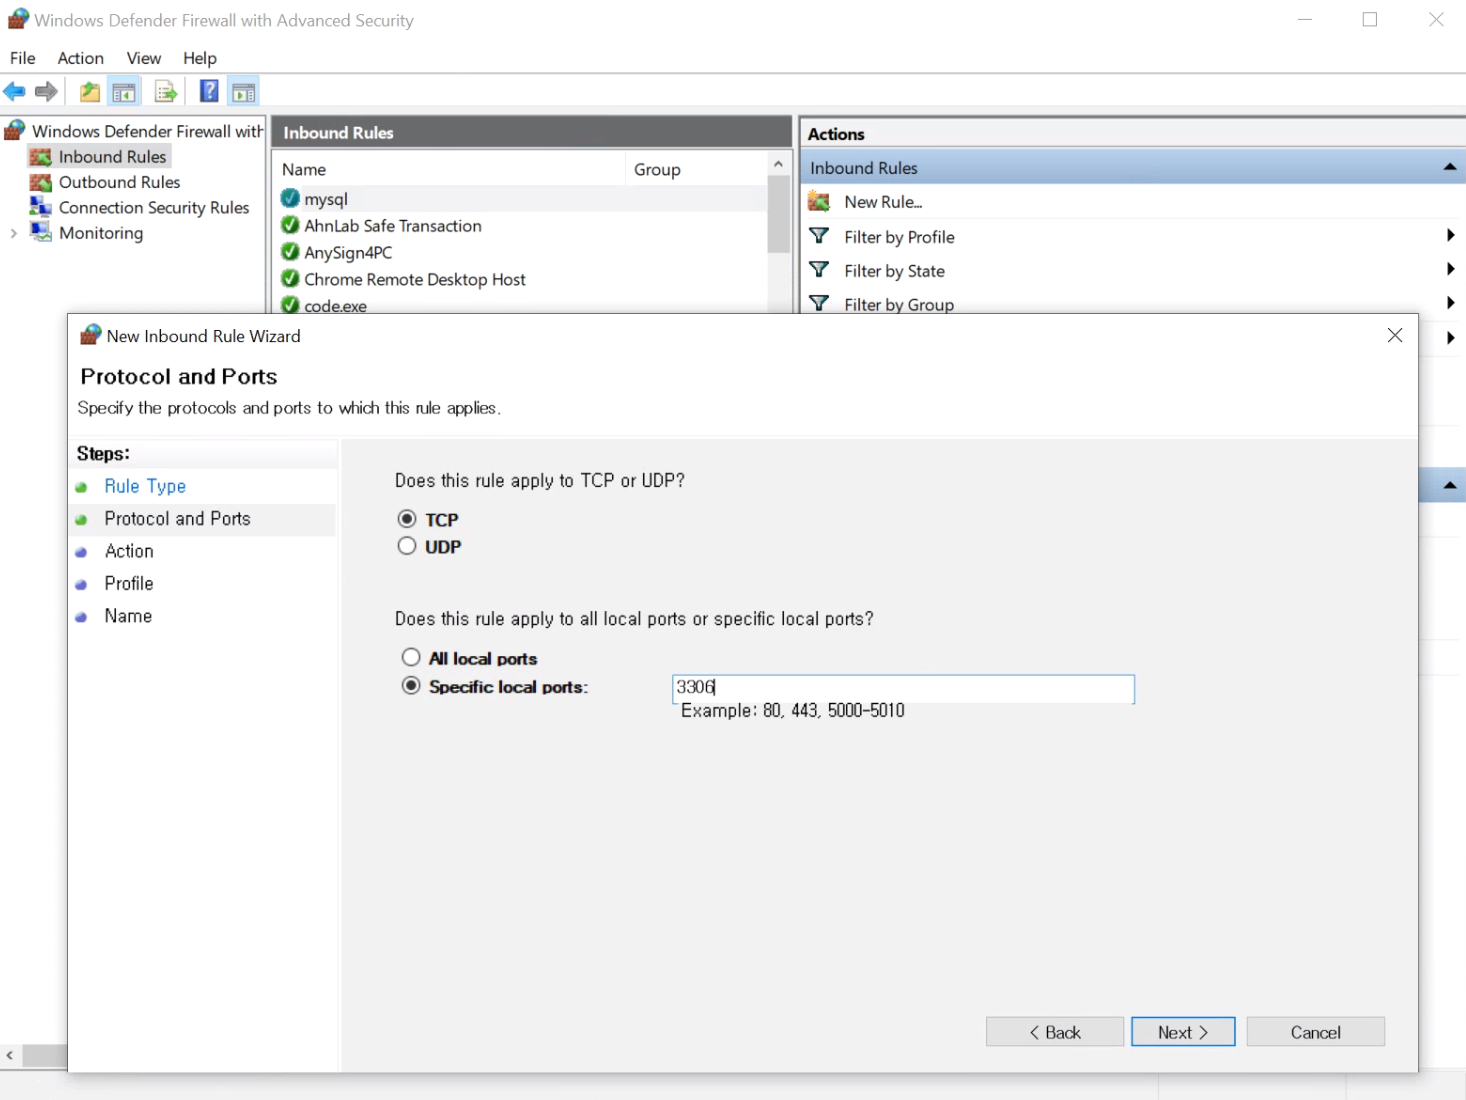 Windows Defender Firewall with Advanced Security
File Action View Help
Windows Defender Firewall with
Inbound Rules
Outbound Rules
Connection Security Rules
Monitoring
Inbound Rules
Name Group
mysql
AhnLab Safe Transaction
AnySign4PC
Chrome Remote Desktop Host
code.exe
Actions
Inbound Rules
New Rule...
Filter by Profile
Filter by State
Filter by Group
New Inbound Rule Wizard
Protocol and Ports
Specify the protocols and ports to which this rule applies.
Steps:
Rule Type
Protocol and Ports
Action
Profile
Name
Does this rule apply to TCP or UDP?
TCP
UDP
Does this rule apply to all local ports or specific local ports?
All local ports
Specific local ports: 3306
Example: 80, 443, 5000-5010
< Back Next > Cancel